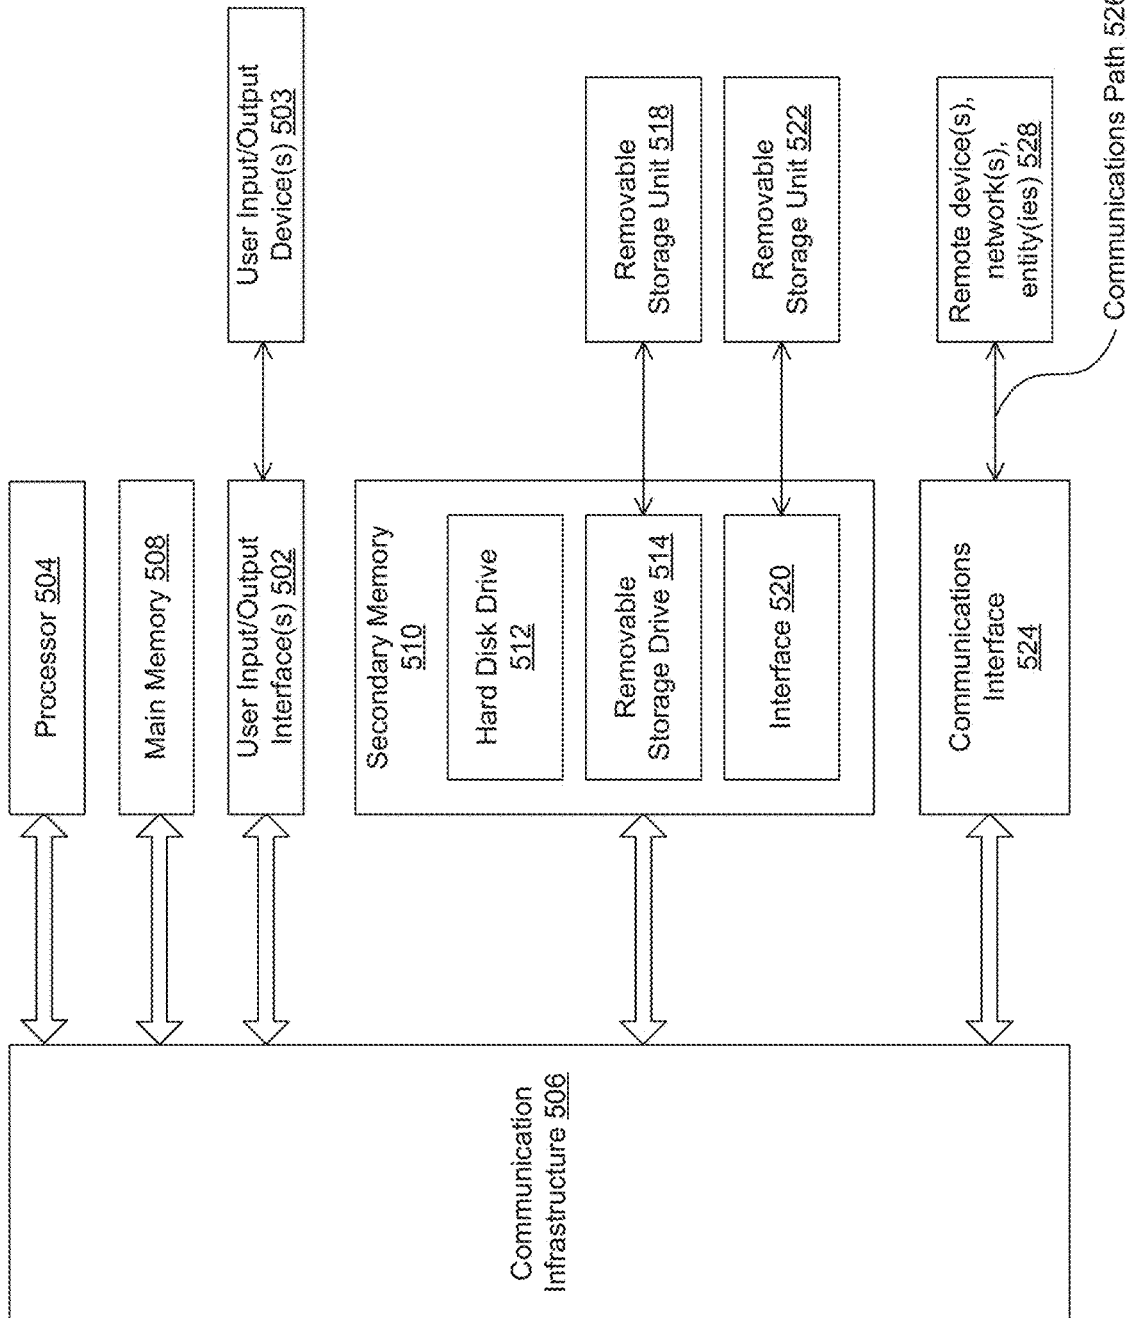 Processor 504
Main Memory 508
User Input/Output
Interface(s) 502
User Input/Output
Device(s) 503
Communication
Infrastructure 506
Secondary Memory
510
Hard Disk Drive
512
Removable
Storage Drive 514
Removable
Storage Unit 518
Interface 520
Removable
Storage Unit 522
Communications
Interface
524
Remote device(s),
network(s),
entity(ies) 528
Communications Path 526